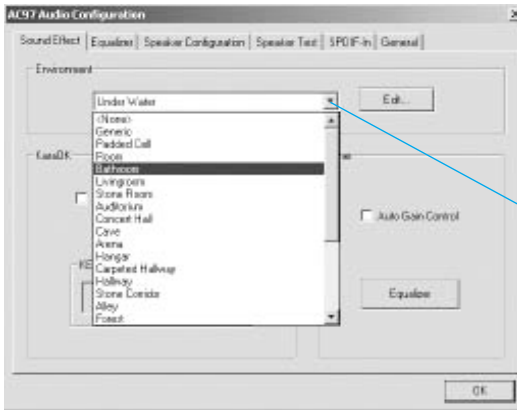 AC97 Audio Configuration
Sound Effect Equalizer Speaker Configuration Speaker Test SPDIF-In General
Environment
Under Water
Edit...
<None>
Generic
Padded Cell
Room
Bathroom
Livingroom
Stone Room
Auditorium
Concert Hall
Cave
Arena
Hangar
Carpeted Hallway
Hallway
Stone Corridor
Alley
Forest
KaraOK
Auto Gain Control
KE
Equalizer
OK